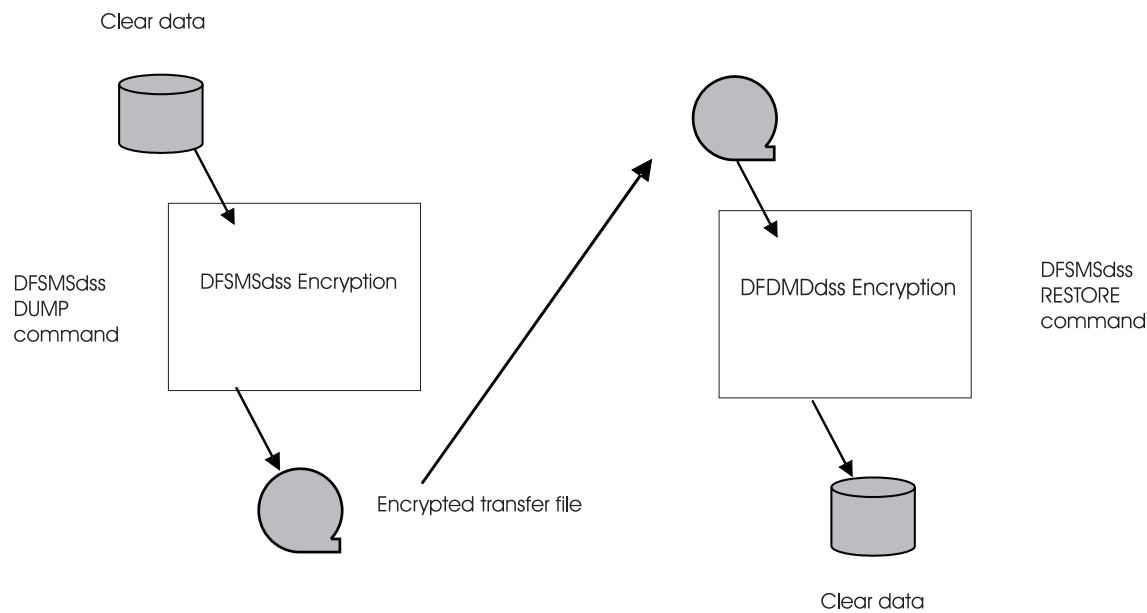 Clear data
DFSMSdss
DUMP
command
DFSMSdss Encryption
Encrypted transfer file
DFDMDdss Encryption
DFSMSdss
RESTORE
command
Clear data